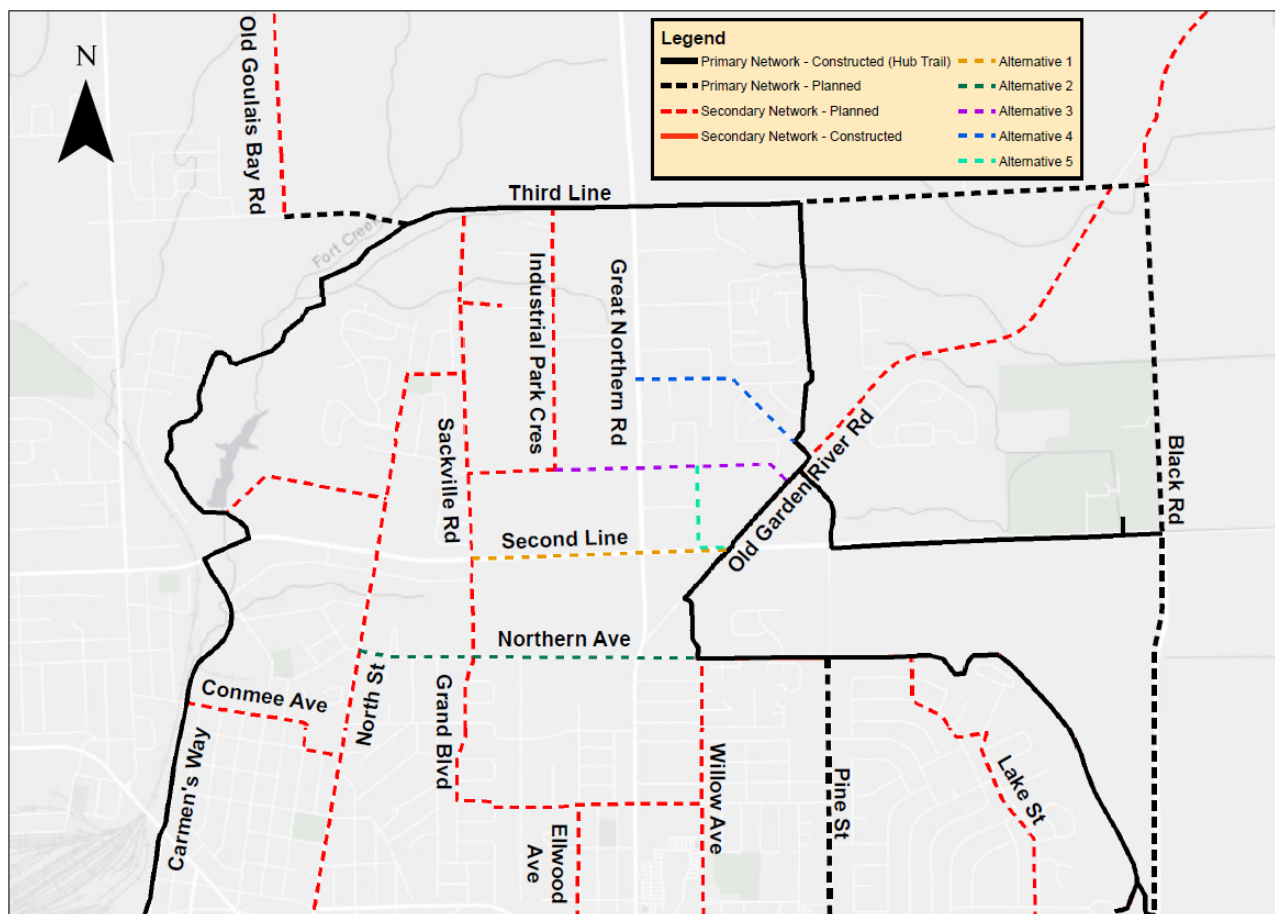 Old Goulais Bay Rd
N
Legend
Primary Network - Constructed (Hub Trail)
Primary Network - Planned
Secondary Network - Planned
Secondary Network - Constructed
Alternative 1
Alternative 2
Alternative 3
Alternative 4
Alternative 5
Third Line
Fort Creek
Industrial Park Cres
Great Northern Rd
Sackville Rd
Old Garden River Rd
Black Rd
Second Line
Northern Ave
Conmee Ave
North St
Grand Blvd
Carmen's Way
Willow Ave
Pine St
Lake St
Ellwood
Ave